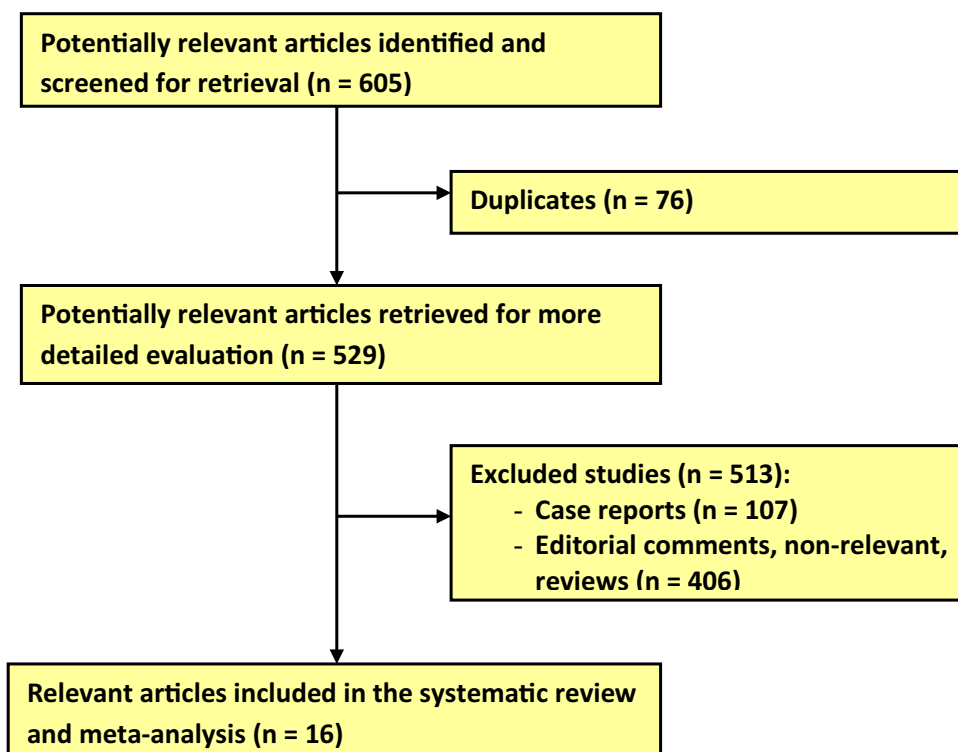 Potentially relevant articles identified and
screened for retrieval (n = 605)
Duplicates (n = 76)
Potentially relevant articles retrieved for more
detailed evaluation (n = 529)
Excluded studies (n = 513):
- Case reports (n = 107)
- Editorial comments, non-relevant,
reviews (n = 406)
Relevant articles included in the systematic review
and meta-analysis (n = 16)